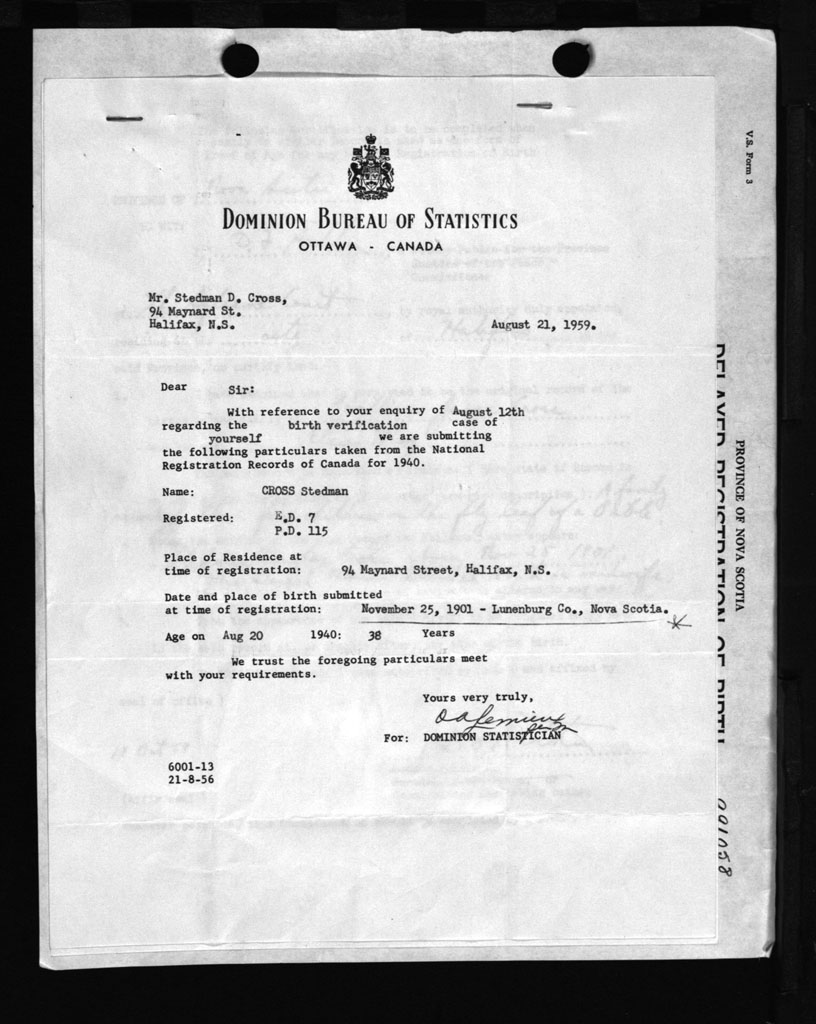 DOMINION BUREAU OF STATISTICS
OTTAWA - CANADA
Mr. Stedman D. Cross,
94 Maynard St.
Halifax, N.S.
August 21, 1959.
Dear Sir:
With reference to your enquiry of August 12th
regarding the birth verification case of
yourself we are submitting
the following particulars taken from the National
Registration Records of Canada for 1940.
Name: CROSS Stedman
Registered: E.D. 7
P.D. 115
Place of Residence at
time of registration: 94 Maynard Street, Halifax, N.S.
Date and place of birth submitted
at time of registration: November 25, 1901 - Lunenburg Co., Nova Scotia.
Age on Aug 20 1940: 38 Years
We trust the foregoing particulars meet
with your requirements.
Yours very truly,
For: DOMINION STATISTICIAN
6001-13
21-8-56
V.S. Form 3
PROVINCE OF NOVA SCOTIA
DELAYED REGISTRATION OF BIRTH